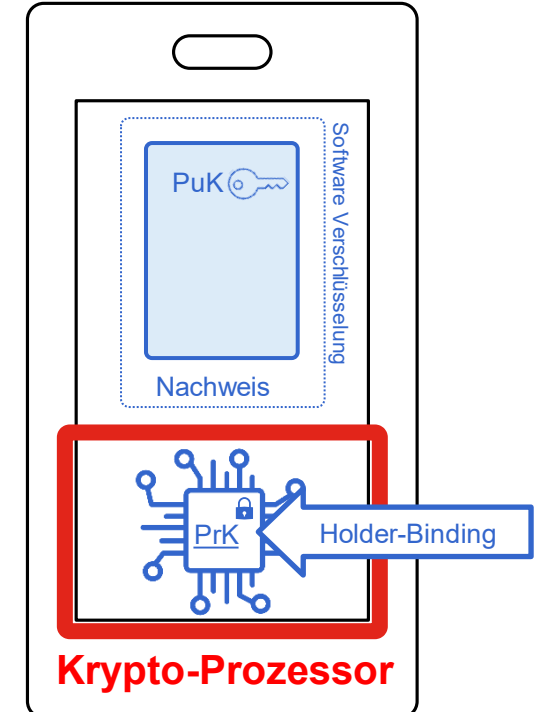 PuK
Software Verschlüsselung
Nachweis
PrK
Holder-Binding
Krypto-Prozessor